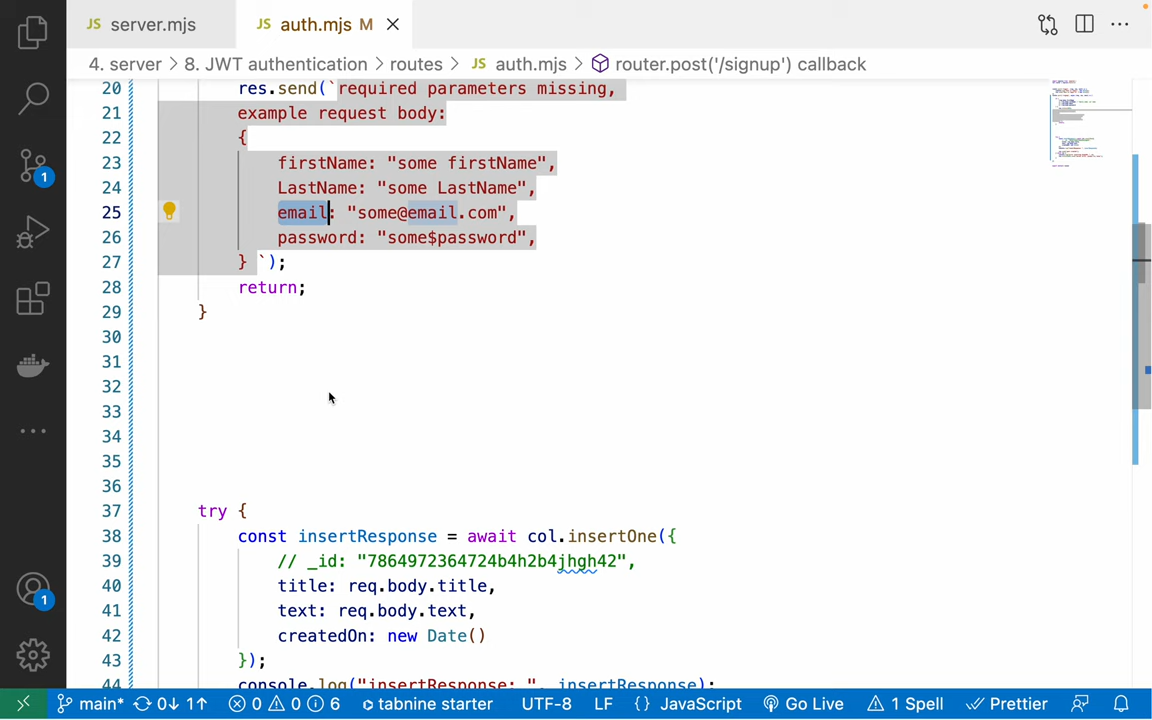 JS server.mjs JS auth.mjs M
4. server > 8. JWT authentication > routes > JS auth.mjs > router.post('/signup') callback
20 res.send(`required parameters missing,
21 example request body:
22 {
23 firstName: "some firstName",
24 LastName: "some LastName",
25 email: "some@email.com",
26 password: "some$password",
27 } `);
28 return;
29 }
30
31
32
33
34
35
36
37 try {
38 const insertResponse = await col.insertOne({
39 // _id: "7864972364724b4h2b4jhgh42",
40 title: req.body.title,
41 text: req.body.text,
42 createdOn: new Date()
43 });
44 console.log("insertResponse: ", insertResponse);
1
1
main* 0↓ 1↑ 0 0 6 tabnine starter UTF-8 LF {} JavaScript Go Live 1 Spell Prettier